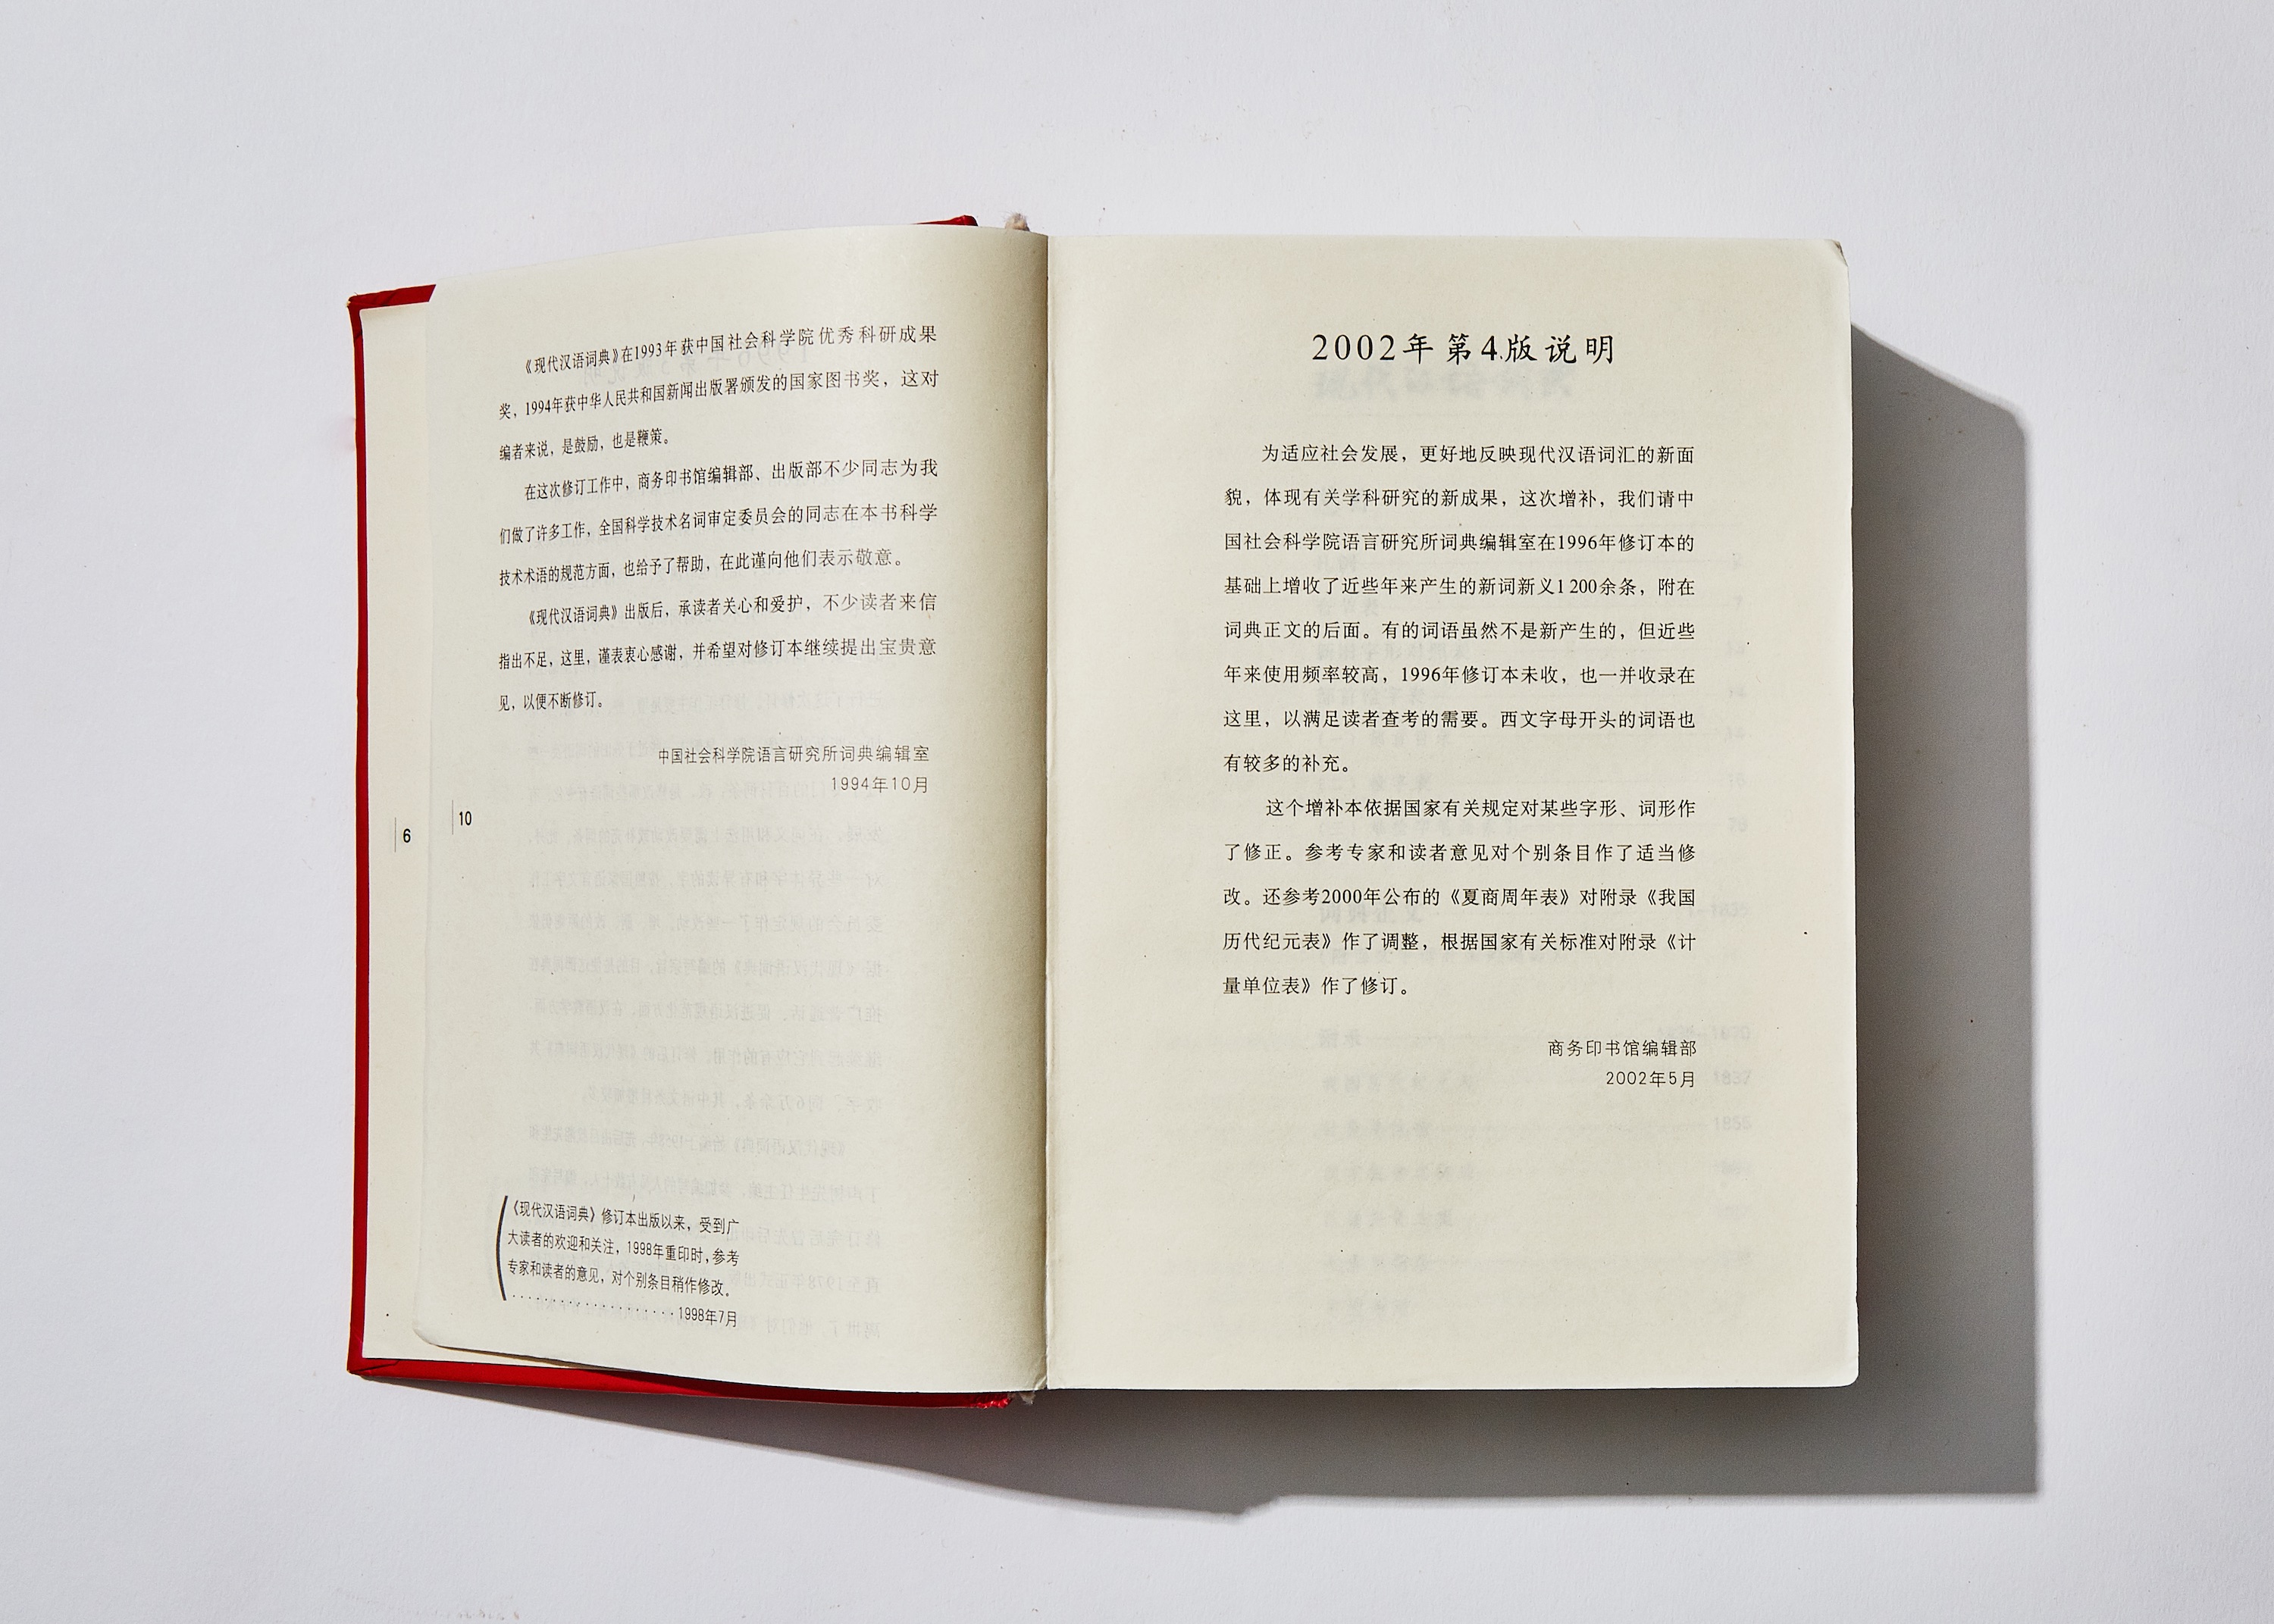 《现代汉语词典》在1993年获中国社会科学院优秀科研成果
奖，1994年获中华人民共和国新闻出版署颁发的国家图书奖，这对
编者来说，是鼓励，也是鞭策。
在这次修订工作中，商务印书馆编辑部、出版部不少同志为我
们做了许多工作，全国科学技术名词审定委员会的同志在本书科学
技术术语的规范方面，也给予了帮助，在此谨向他们表示敬意。
《现代汉语词典》出版后，承读者关心和爱护，不少读者来信
指出不足，这里，谨表衷心感谢，并希望对修订本继续提出宝贵意
见，以便不断修订。
中国社会科学院语言研究所词典编辑室
1994年10月
6
10
《现代汉语词典》修订本出版以来，受到广
大读者的欢迎和关注，1998年重印时，参考
专家和读者的意见，对个别条目稍作修改。
····················1998年7月
2002年第4版说明
为适应社会发展，更好地反映现代汉语词汇的新面
貌，体现有关学科研究的新成果，这次增补，我们请中
国社会科学院语言研究所词典编辑室在1996年修订本的
基础上增收了近些年来产生的新词新义1200余条，附在
词典正文的后面。有的词语虽然不是新产生的，但近些
年来使用频率较高，1996年修订本未收，也一并收录在
这里，以满足读者查考的需要。西文字母开头的词语也
有较多的补充。
这个增补本依据国家有关规定对某些字形、词形作
了修正。参考专家和读者意见对个别条目作了适当修
改。还参考2000年公布的《夏商周年表》对附录《我国
历代纪元表》作了调整，根据国家有关标准对附录《计
量单位表》作了修订。
商务印书馆编辑部
2002年5月